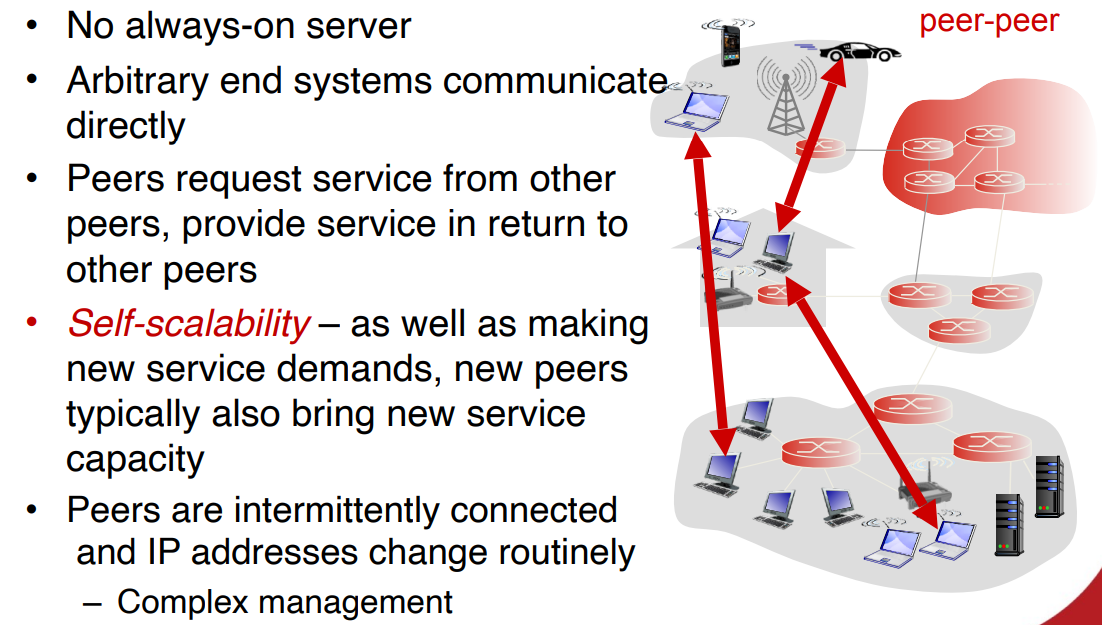 peer-peer
• No always-on server
• Arbitrary end systems communicate
directly
• Peers request service from other
peers, provide service in return to
other peers
• Self-scalability – as well as making
new service demands, new peers
typically also bring new service
capacity
• Peers are intermittently connected
and IP addresses change routinely
– Complex management